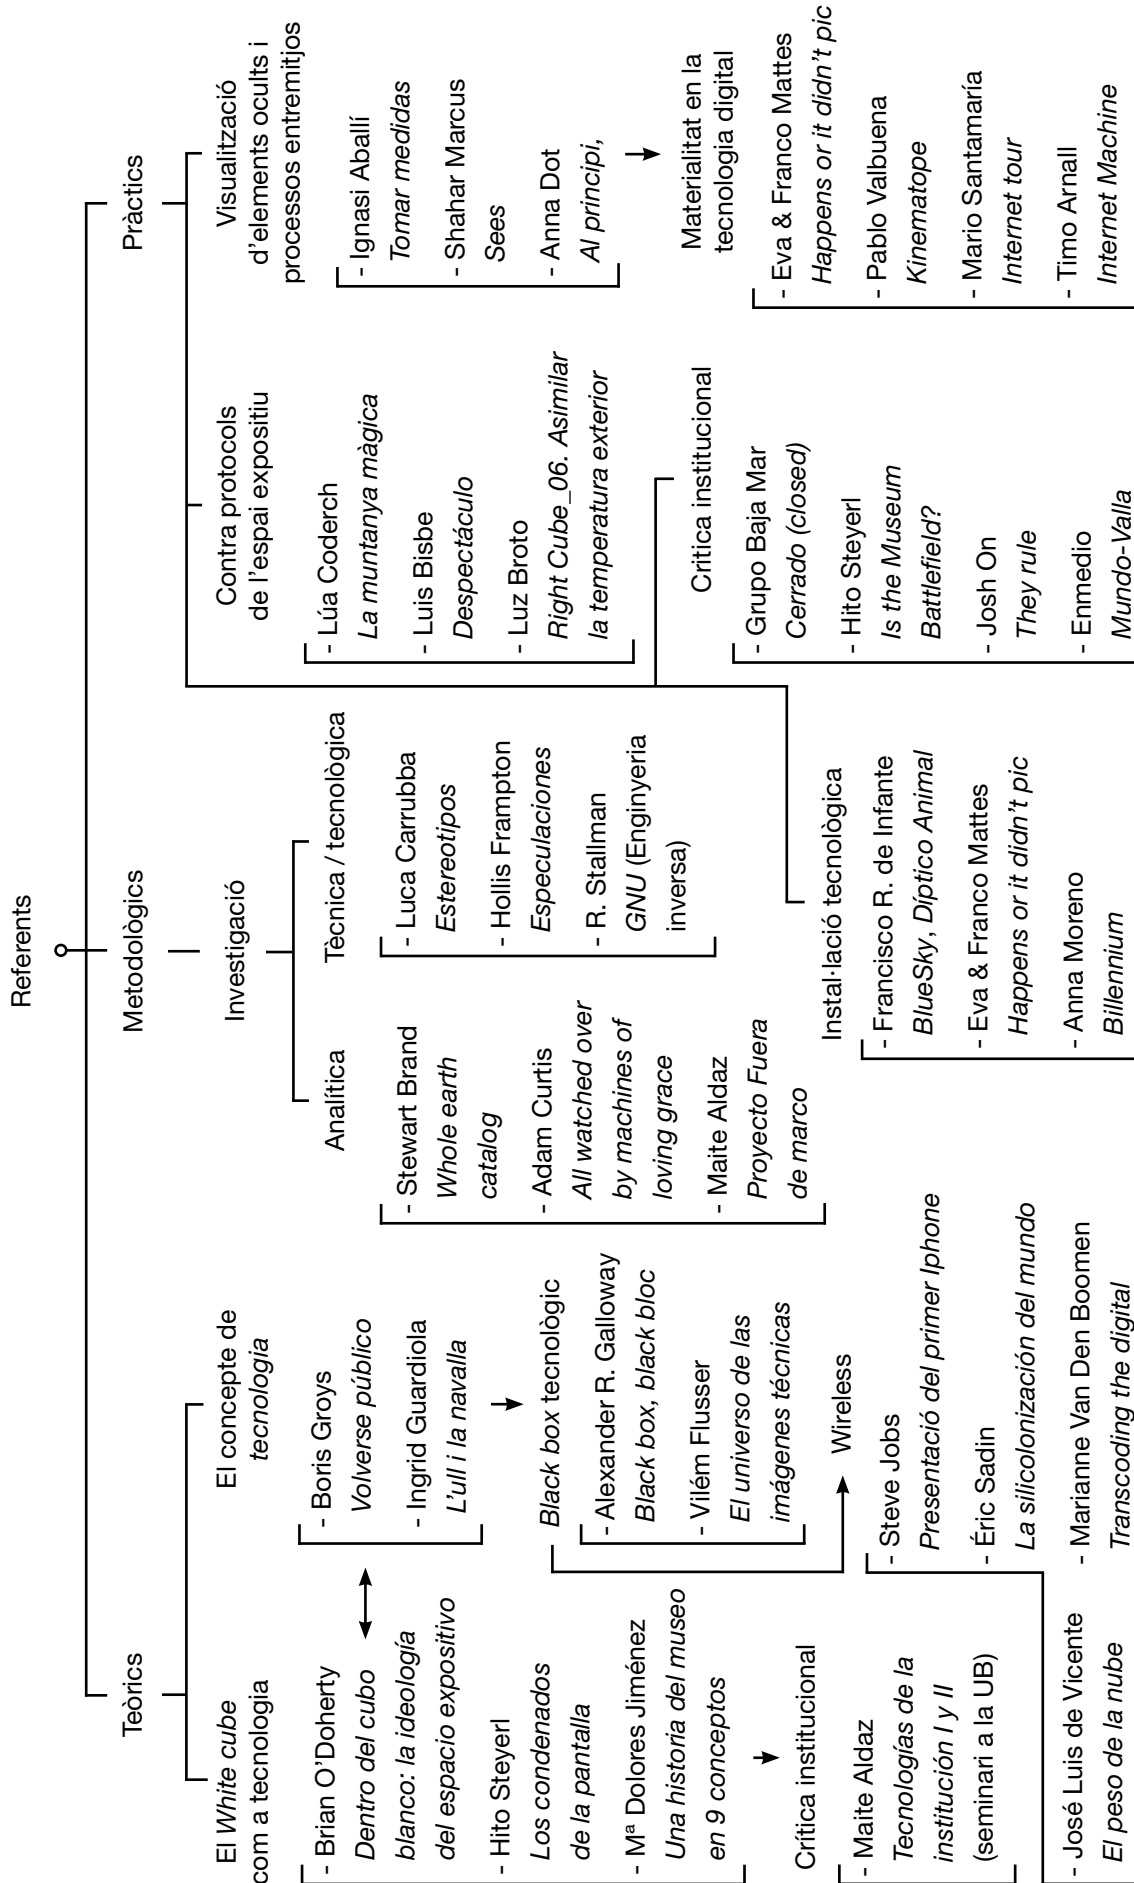 Referents
Teòrics
El White cube
com a tecnologia
- Brian O'Doherty
Dentro del cubo
blanco: la ideología
del espacio expositivo
- Hito Steyerl
Los condenados
de la pantalla
- Mª Dolores Jiménez
Una historia del museo
en 9 conceptos
Crítica institucional
- Maite Aldaz
Tecnologías de la
institución I y II
(seminari a la UB)
El concepte de
tecnologia
- Boris Groys
Volverse público
- Ingrid Guardiola
L'ull i la navalla
Black box tecnològic
- Alexander R. Galloway
Black box, black bloc
- Vilém Flusser
El universo de las
imágenes técnicas
Wireless
- Steve Jobs
Presentació del primer Iphone
- Éric Sadin
La silicolonización del mundo
- Marianne Van Den Boomen
Transcoding the digital
- José Luis de Vicente
El peso de la nube
Metodològics
Investigació
Analítica
- Stewart Brand
Whole earth
catalog
- Adam Curtis
All watched over
by machines of
loving grace
- Maite Aldaz
Proyecto Fuera
de marco
Tècnica / tecnològica
- Luca Carrubba
Estereotipos
- Hollis Frampton
Especulaciones
- R. Stallman
GNU (Enginyeria
inversa)
Pràctics
Contra protocols
de l'espai expositiu
- Lúa Coderch
La muntanya màgica
- Luis Bisbe
Despectáculo
- Luz Broto
Right Cube_06. Asimilar
la temperatura exterior
Visualització
d'elements ocults i
processos entremitjos
- Ignasi Aballí
Tomar medidas
- Shahar Marcus
Sees
- Anna Dot
Al principi,
Materialitat en la
tecnologia digital
- Eva & Franco Mattes
Happens or it didn't pic
- Pablo Valbuena
Kinematope
- Mario Santamaría
Internet tour
- Timo Arnall
Internet Machine
Critica institucional
- Grupo Baja Mar
Cerrado (closed)
- Hito Steyerl
Is the Museum
Battlefield?
- Josh On
They rule
- Enmedio
Mundo-Valla
Instal·lació tecnològica
- Francisco R. de Infante
BlueSky, Díptico Animal
- Eva & Franco Mattes
Happens or it didn't pic
- Anna Moreno
Billennium